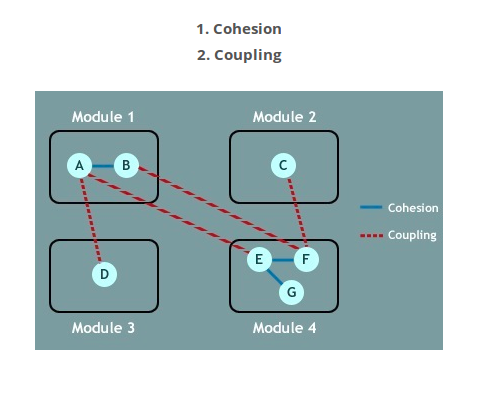 1. Cohesion
2. Coupling
Module 1
Module 2
A
B
C
Cohesion
Coupling
E
F
D
G
Module 3
Module 4